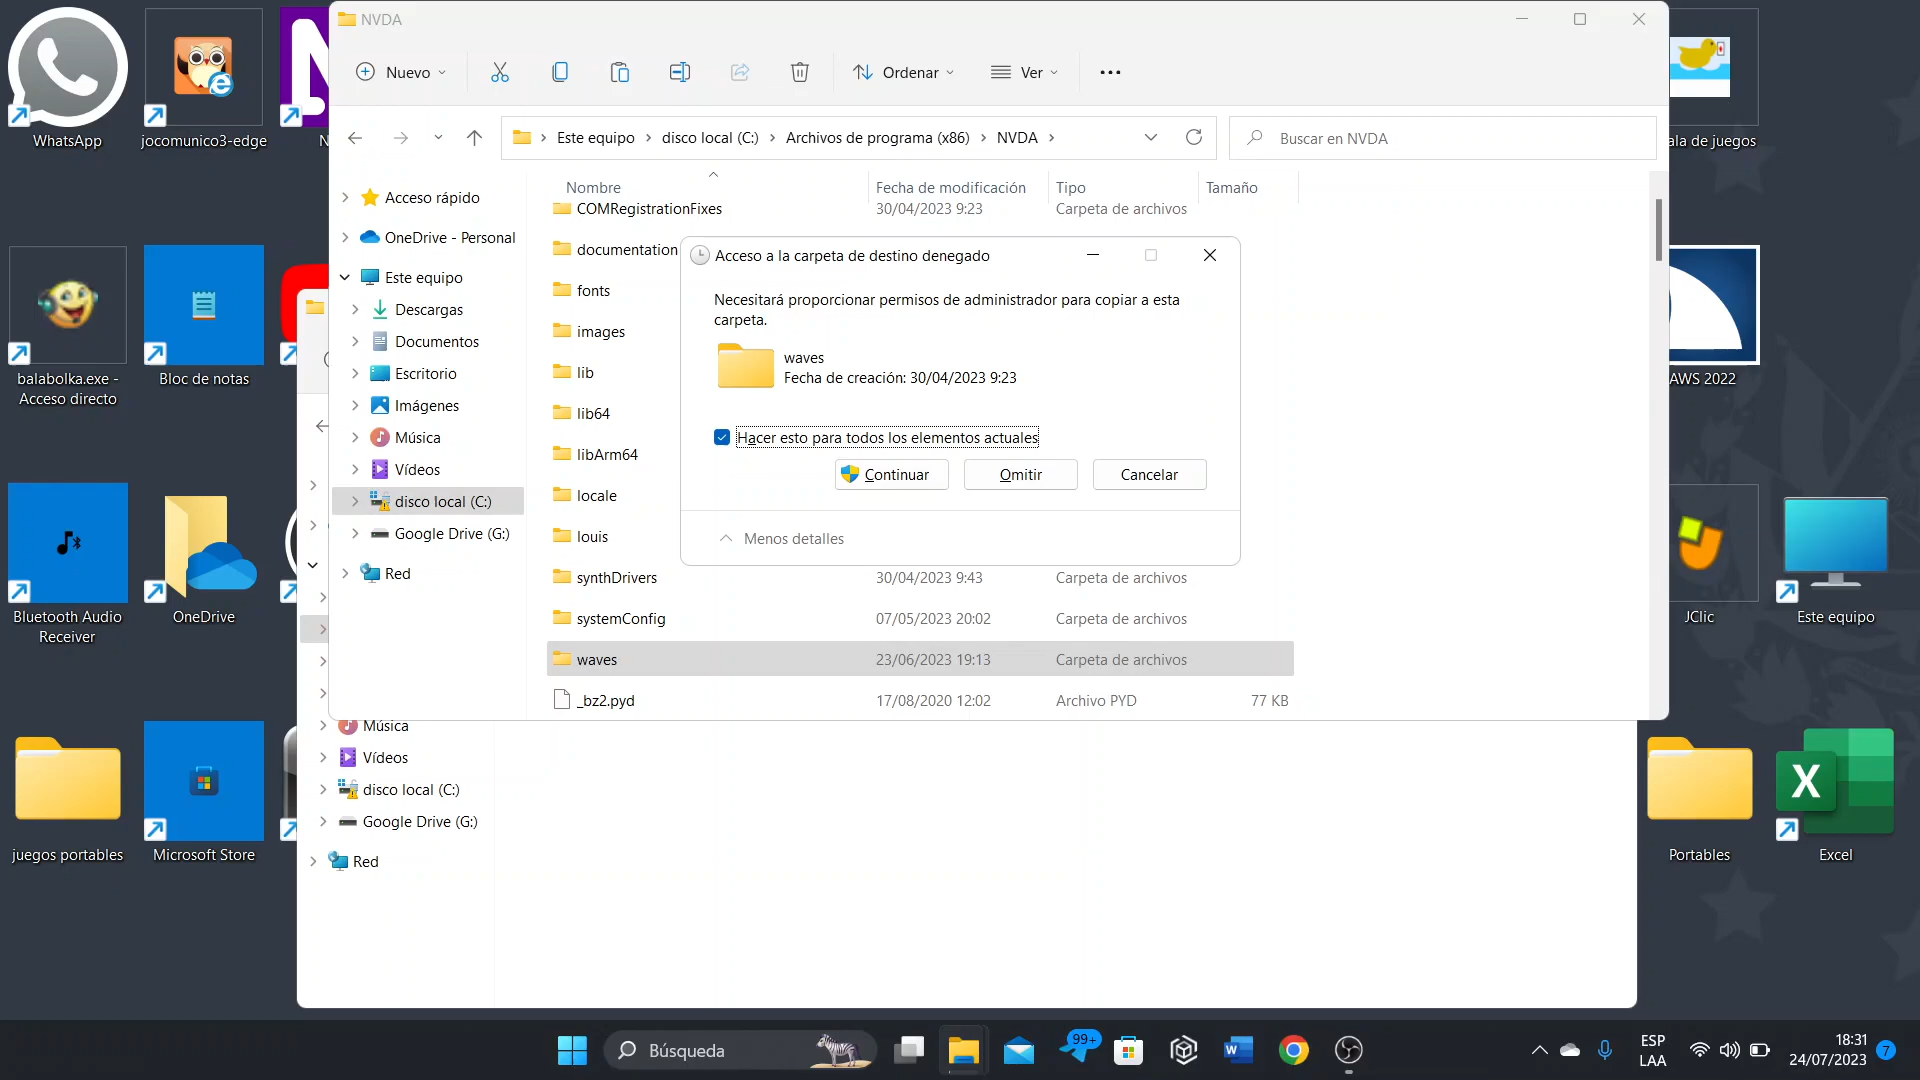 NVDA
Nuevo
Ordenar
Ver
Este equipo
disco local (C:)
Archivos de programa (x86)
NVDA
Buscar en NVDA
Nombre
Fecha de modificación
Tipo
Tamaño
Acceso rápido
OneDrive - Personal
Este equipo
Descargas
Documentos
Escritorio
Imágenes
Música
Vídeos
disco local (C:)
Google Drive (G:)
Red
COMRegistrationFixes
30/04/2023 9:23
Carpeta de archivos
documentation
fonts
images
lib
lib64
libArm64
locale
louis
synthDrivers
30/04/2023 9:43
Carpeta de archivos
systemConfig
07/05/2023 20:02
Carpeta de archivos
waves
23/06/2023 19:13
Carpeta de archivos
_bz2.pyd
17/08/2020 12:02
Archivo PYD
77 KB
Acceso a la carpeta de destino denegado
Necesitará proporcionar permisos de administrador para copiar a esta
carpeta.
waves
Fecha de creación: 30/04/2023 9:23
Hacer esto para todos los elementos actuales
Continuar
Omitir
Cancelar
Menos detalles
Música
Vídeos
disco local (C:)
Google Drive (G:)
Red
WhatsApp
jocomunico3-edge
N
ala de juegos
balabolka.exe -
Acceso directo
Bloc de notas
AWS 2022
Bluetooth Audio
Receiver
OneDrive
JClic
Este equipo
juegos portables
Microsoft Store
Portables
X
Excel
Búsqueda
99+
W
ESP
LAA
18:31
24/07/2023
7